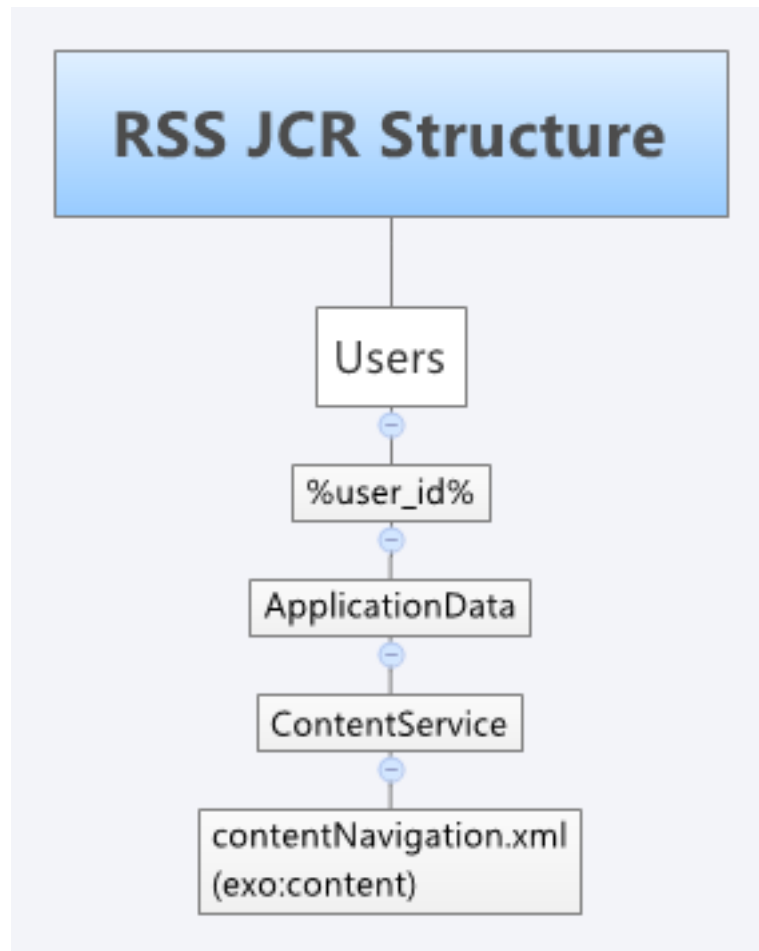 RSS JCR Structure
Users
%user_id%
ApplicationData
ContentService
contentNavigation.xml
(exo:content)